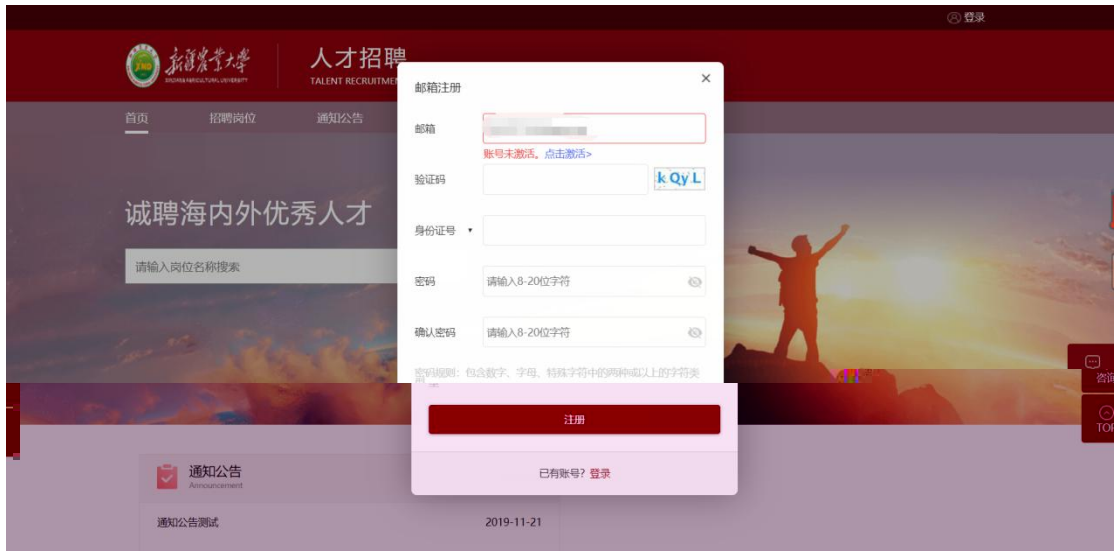 登录
新疆农业大学
XINJIANG AGRICULTURAL UNIVERSITY
人才招聘
TALENT RECRUITMEN
首页 招聘岗位 通知公告
诚聘海内外优秀人才
请输入岗位名称搜索
邮箱注册 ×
邮箱
账号未激活。点击激活>
验证码 kQyL
身份证号
密码 请输入8-20位字符
确认密码 请输入8-20位字符
密码规则：包含数字、字母、特殊字符中的两种或以上的字符类
注册
已有账号？登录
咨询
TOP
通知公告
Announcement
通知公告测试 2019-11-21